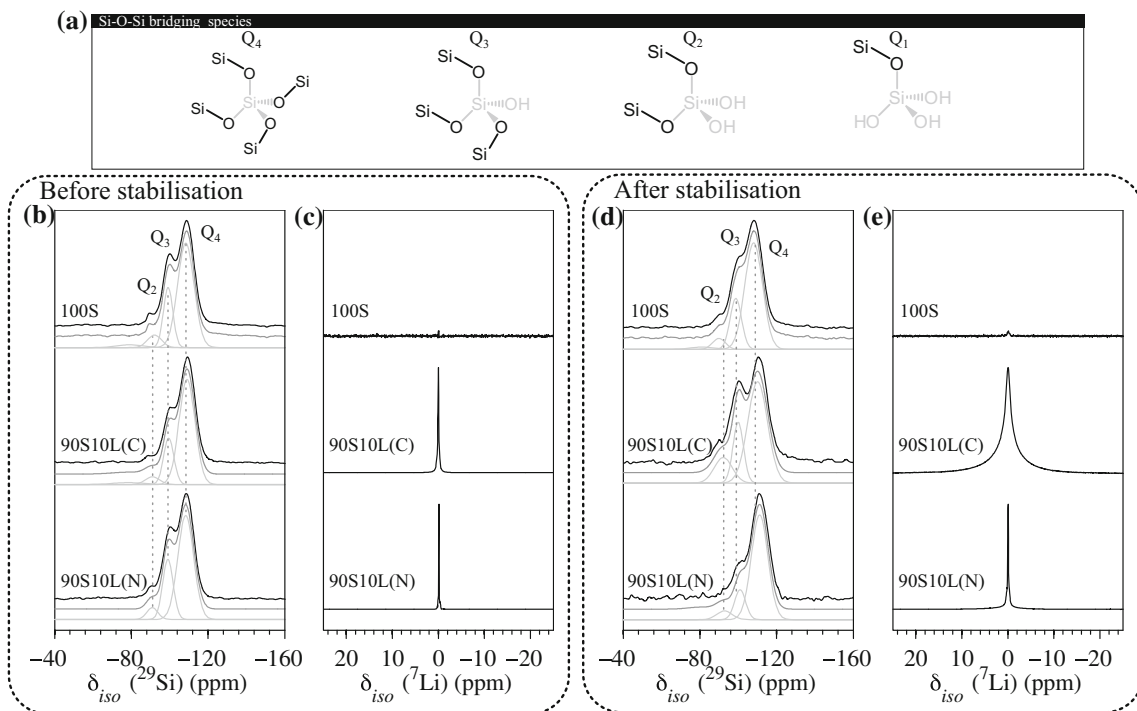 (a) Si-O-Si bridging species
Q4 Q3 Q2 Q1
Si O Si O Si O Si O Si
Si O Si OH Si O O Si
Si O Si OH Si O OH
Si O Si OH HO OH
Before stabilisation
(b) Q3 Q4 Q2
100S
90S10L(C)
90S10L(N)
−40 −80 −120 −160
δiso (29Si) (ppm)
(c)
100S
90S10L(C)
90S10L(N)
20 10 0 −10 −20
δiso (7Li) (ppm)
After stabilisation
(d) Q3 Q4 Q2
100S
90S10L(C)
90S10L(N)
−40 −80 −120 −160
δiso (29Si) (ppm)
(e)
100S
90S10L(C)
90S10L(N)
20 10 0 −10 −20
δiso (7Li) (ppm)